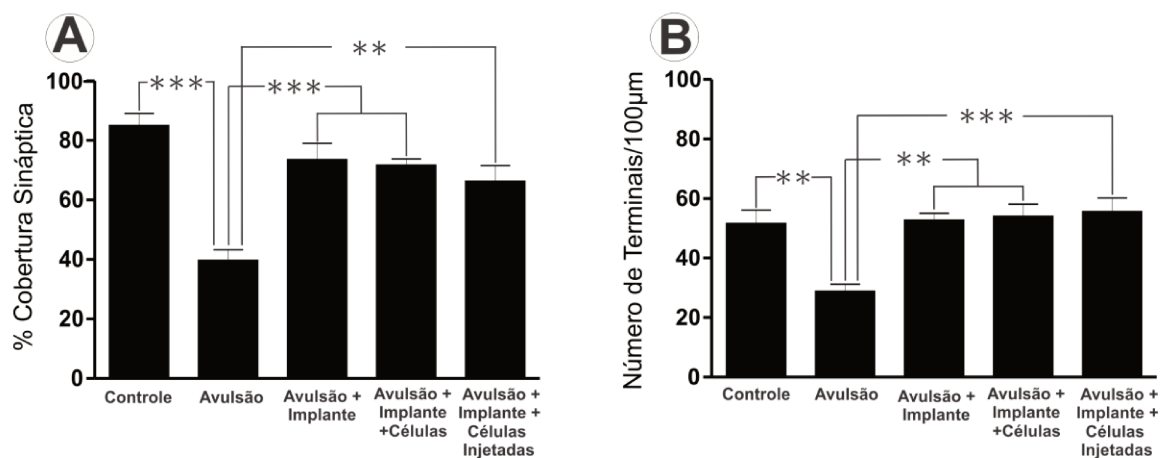 A
% Cobertura Sináptica
100
80
60
40
20
0
***
***
**
Controle
Avulsão
Avulsão +
Implante
Avulsão +
Implante
+Células
Avulsão +
Implante +
Células
Injetadas
B
Número de Terminais/100µm
100
80
60
40
20
0
**
**
***
Controle
Avulsão
Avulsão +
Implante
Avulsão +
Implante
+Células
Avulsão +
Implante +
Células
Injetadas